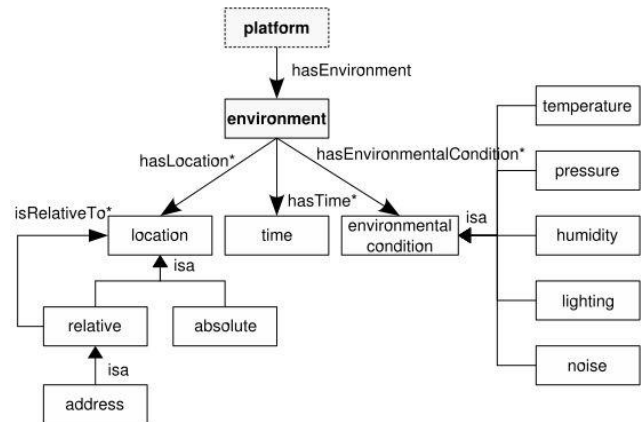 platform
hasEnvironment
environment
temperature
hasLocation*
hasEnvironmentalCondition*
pressure
isRelativeTo*
hasTime*
isa
location
time
environmental
condition
humidity
isa
relative
absolute
lighting
isa
noise
address